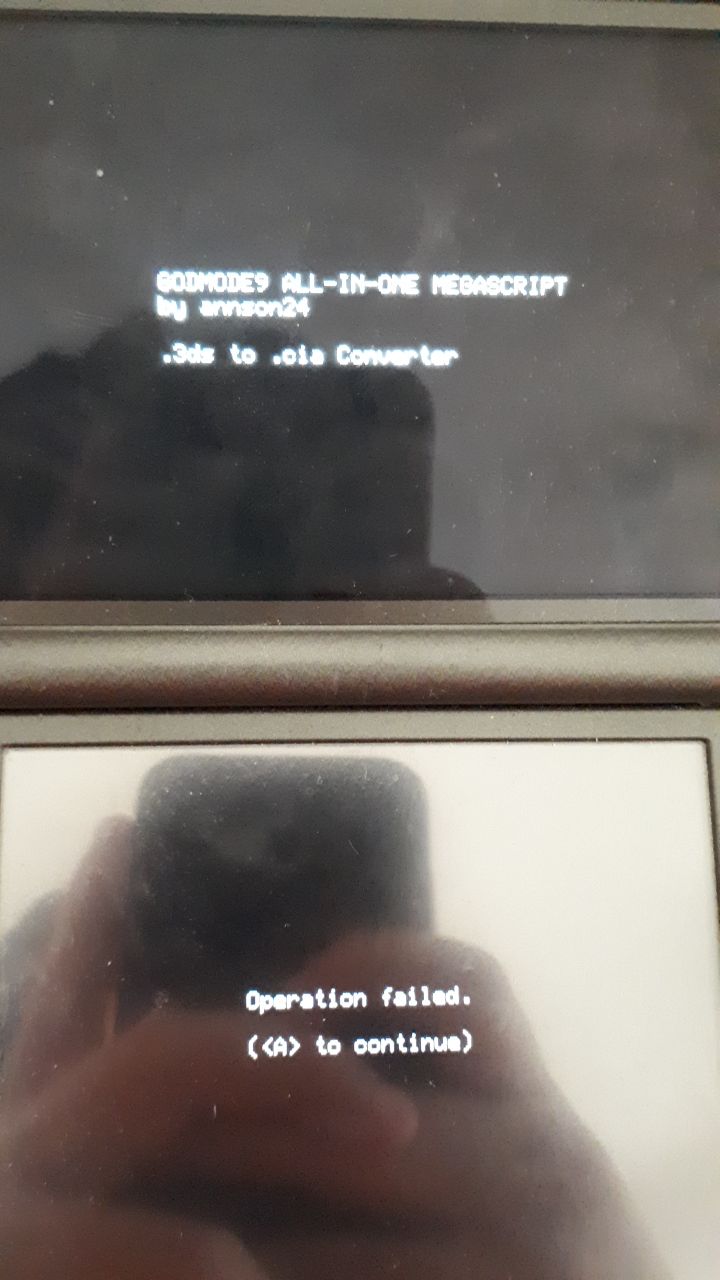 GODMODE9 ALL-IN-ONE MEGASCRIPT
by annson24
.3ds to .cia Converter
Operation failed.
(<A> to continue)